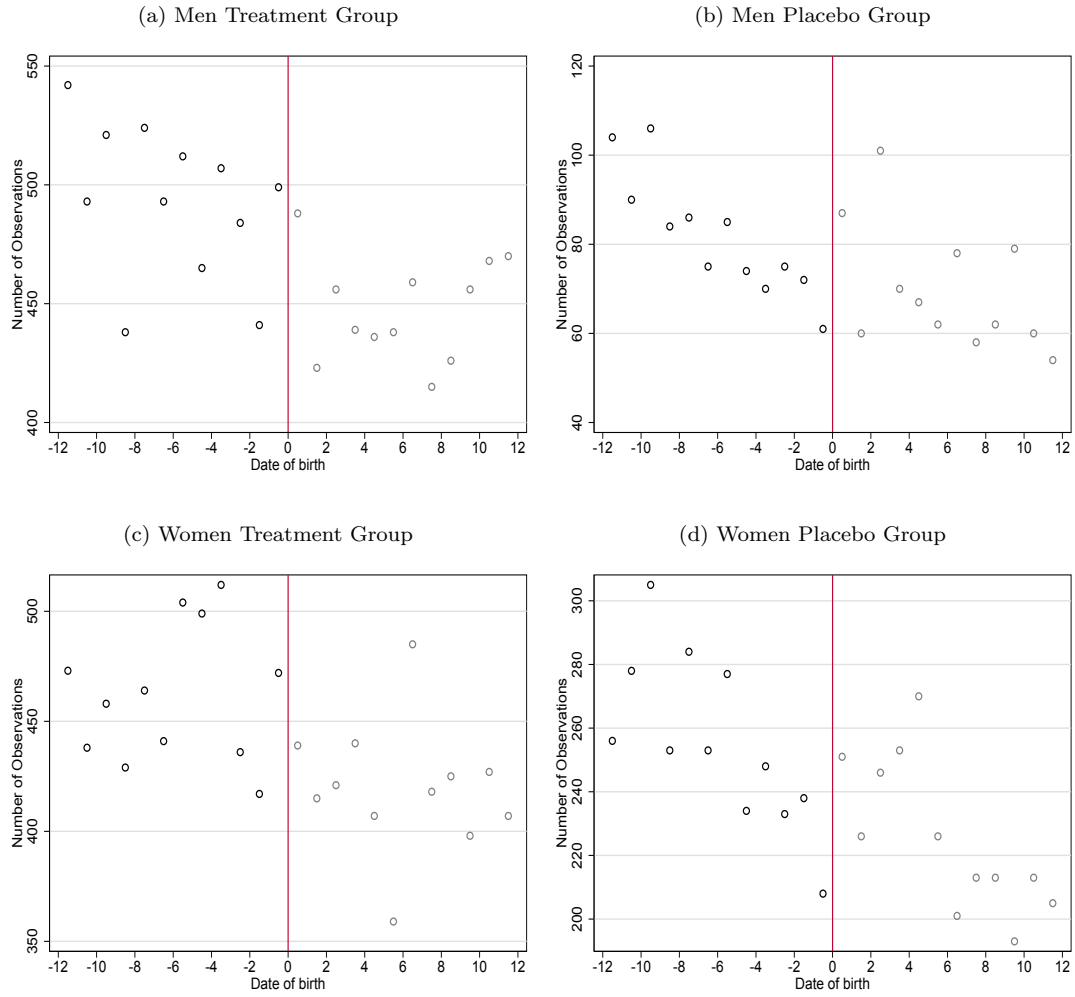 (a) Men Treatment Group
Number of Observations
550
500
450
400
-12 -10 -8 -6 -4 -2 0 2 4 6 8 10 12
Date of birth
(b) Men Placebo Group
Number of Observations
120
100
80
60
40
-12 -10 -8 -6 -4 -2 0 2 4 6 8 10 12
Date of birth
(c) Women Treatment Group
Number of Observations
500
450
400
350
-12 -10 -8 -6 -4 -2 0 2 4 6 8 10 12
Date of birth
(d) Women Placebo Group
Number of Observations
300
280
260
240
220
200
-12 -10 -8 -6 -4 -2 0 2 4 6 8 10 12
Date of birth